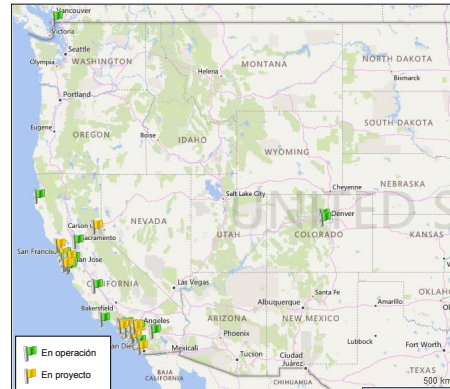 Vancouver
Victoria
Seattle
Olympia
WASHINGTON
Portland
Eugene
OREGON
Helena
MONTANA
NORTH DAKOTA
Bismarck
SOUTH DAKOTA
Boise
IDAHO
WYOMING
NEBRASKA
Cheyenne
Salt Lake City
UNITED S
Denver
COLORADO
KANSAS
UTAH
NEVADA
Carson
Sacramento
San Francisco
San Jose
CALIFORNIA
Las Vegas
Bakersfield
Angeles
San Diego
Mexicali
ARIZONA
Phoenix
Tucson
Santa Fe
Albuquerque
NEW MEXICO
Amarillo
OKLAHO
Lubbock
Fort Worth
TEXAS
Ciudad
Juárez
BAJA
CALIFORNIA
CHIHUAHUA
500 km
En operación
En proyecto